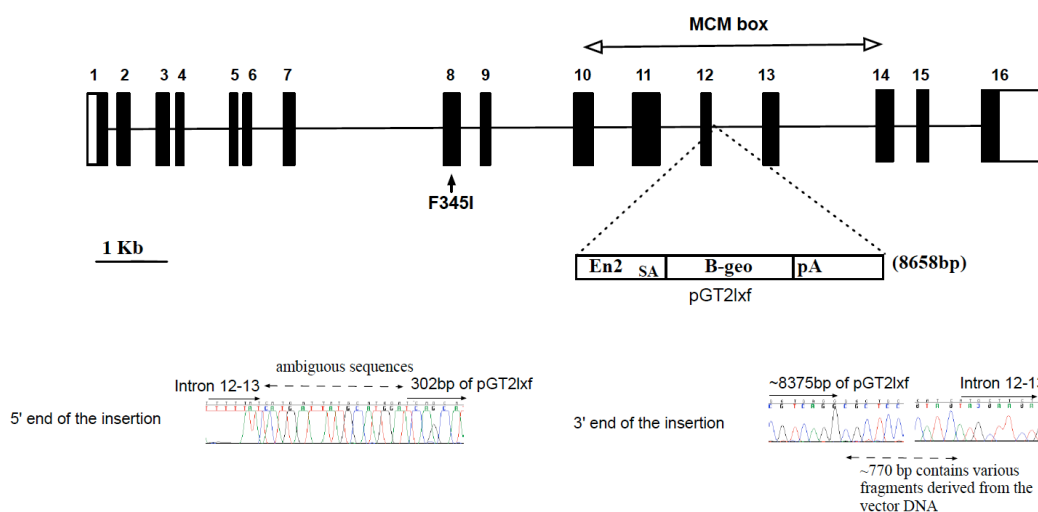 MCM box
1 2 3 4 5 6 7 8 9 10 11 12 13 14 15 16
F345I
1 Kb
En2 SA B-geo pA (8658bp)
pGT2lxf
ambiguous sequences
Intron 12-13 302bp of pGT2lxf
5' end of the insertion
~8375bp of pGT2lxf Intron 12-13
3' end of the insertion
~770 bp contains various
fragments derived from the
vector DNA